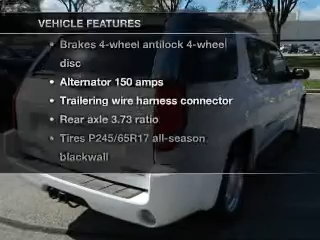 VEHICLE FEATURES
• Brakes 4-wheel antilock 4-wheel
disc
• Alternator 150 amps
• Trailering wire harness connector
• Rear axle 3.73 ratio
• Tires P245/65R17 all-season
blackwall